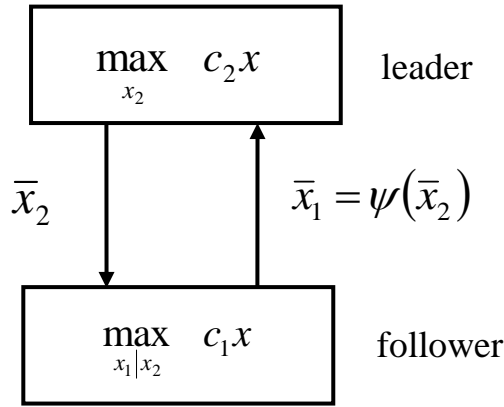 max c₂x leader
x₂
x̄₂ x̄₁ = ψ(x̄₂)
max c₁x follower
x₁|x₂